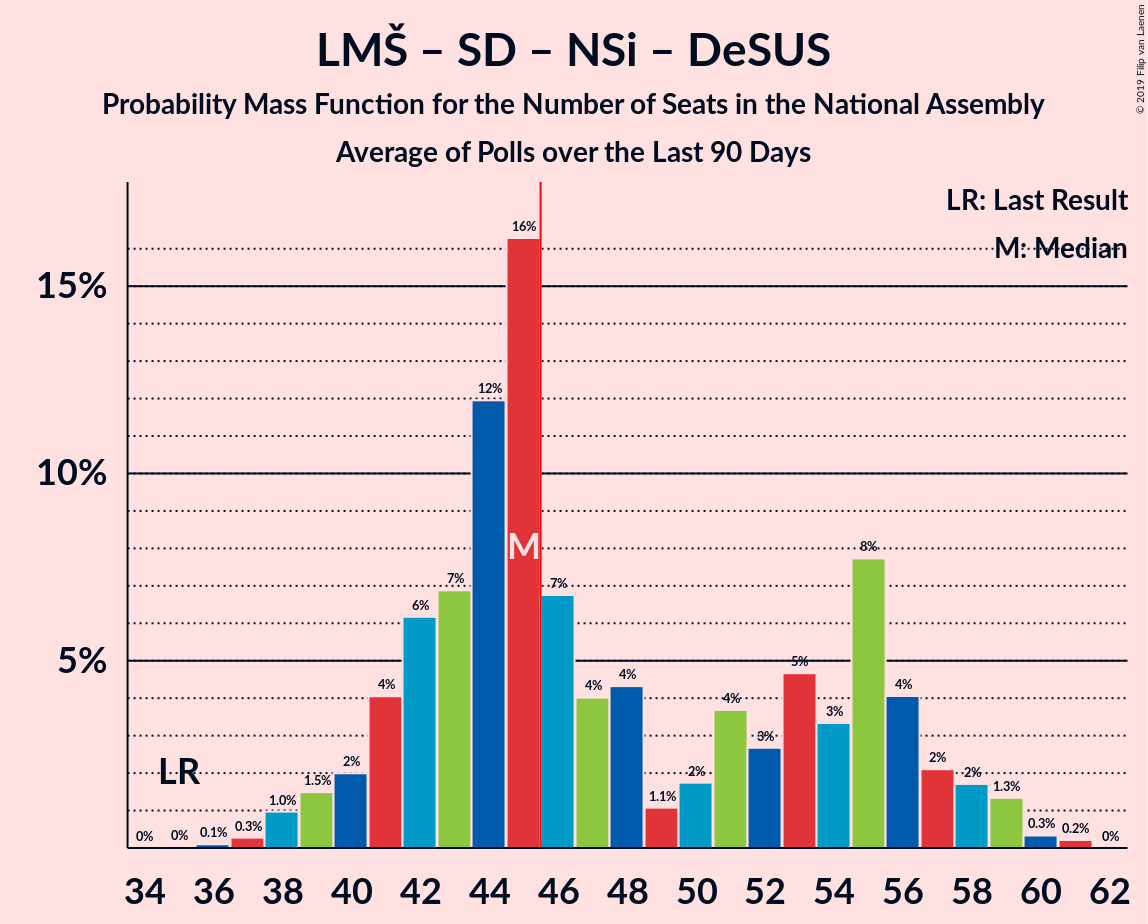 LMŠ – SD – NSi – DeSUS
Probability Mass Function for the Number of Seats in the National Assembly
Average of Polls over the Last 90 Days
© 2019 Filip van Laenen
LR: Last Result
M: Median
15%
10%
5%
0% 0% 0.1% 0.3% 1.0% 1.5% 2% 4% 6% 7% 12% 16% 7% 4% 4% 1.1% 2% 4% 3% 5% 3% 8% 4% 2% 2% 1.3% 0.3% 0.2% 0%
M
LR
34 36 38 40 42 44 46 48 50 52 54 56 58 60 62